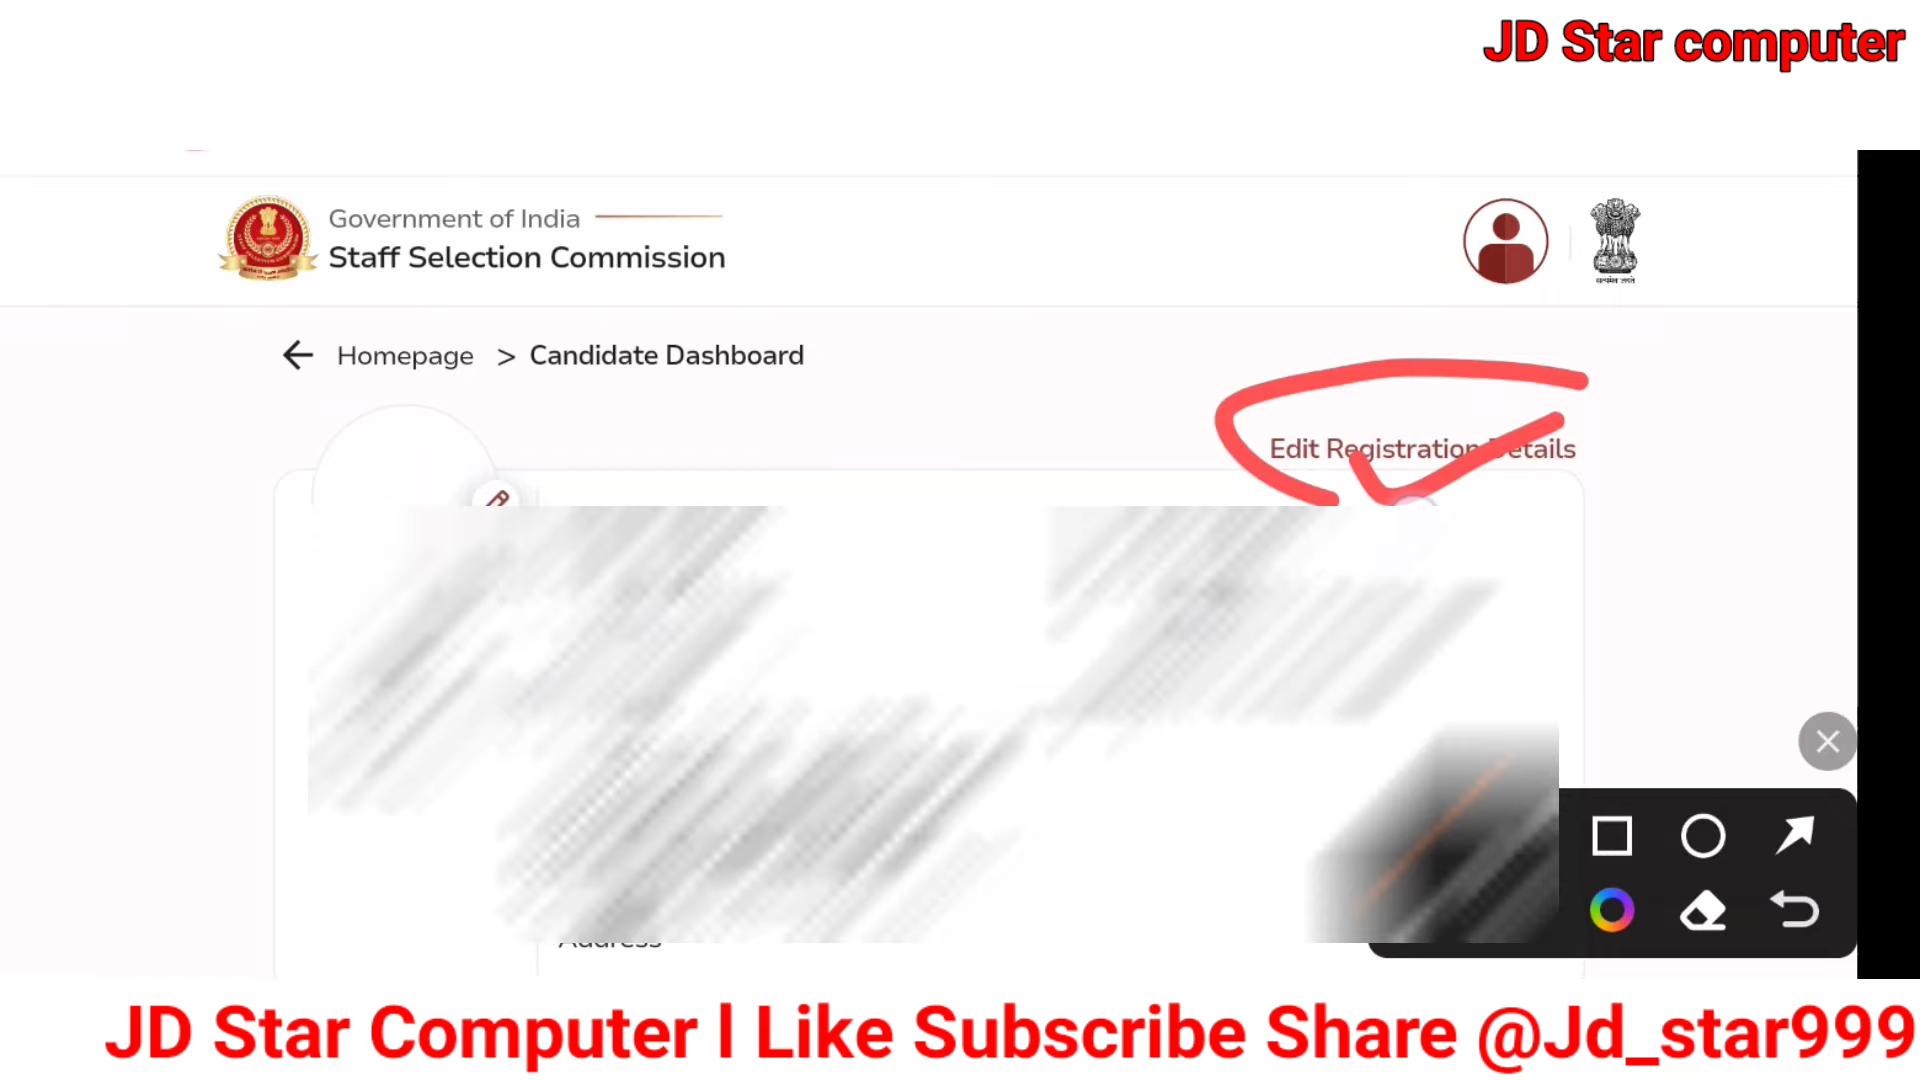 JD Star computer
Government of India
Staff Selection Commission
Homepage > Candidate Dashboard
Edit Registration Details
Address
JD Star Computer l Like Subscribe Share @Jd_star999